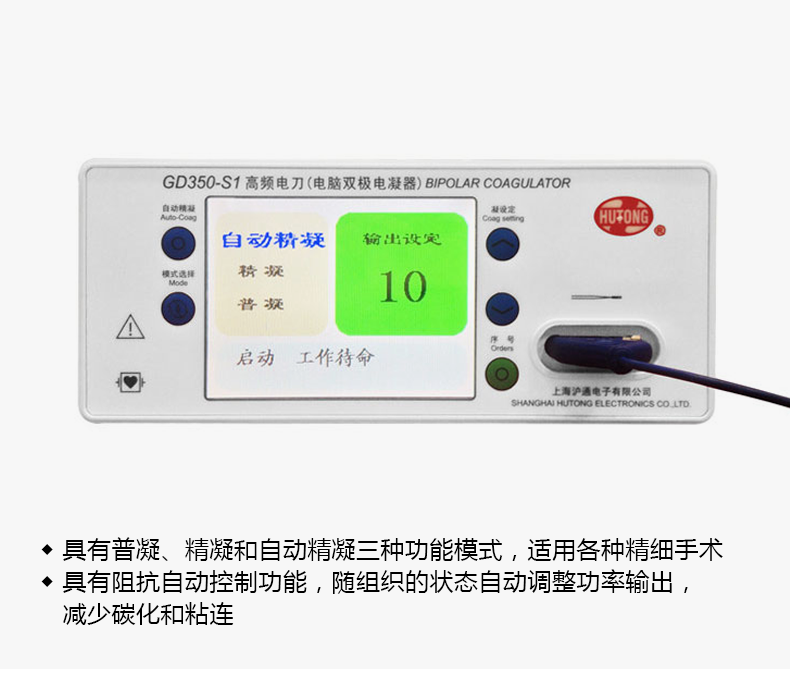 GD350-S1 高频电刀(电脑双极电凝器) BIPOLAR COAGULATOR
自动精凝
Auto-Coag
模式选择
Mode
自动精凝
精 凝
普 凝
输出设定
10
启动 工作待命
凝设定
Coag setting
序 号
Orders
HUTONG
®
上海沪通电子有限公司
SHANGHAI HUTONG ELECTRONICS CO.,LTD.
◆ 具有普凝、精凝和自动精凝三种功能模式，适用各种精细手术
◆ 具有阻抗自动控制功能，随组织的状态自动调整功率输出，
减少碳化和粘连